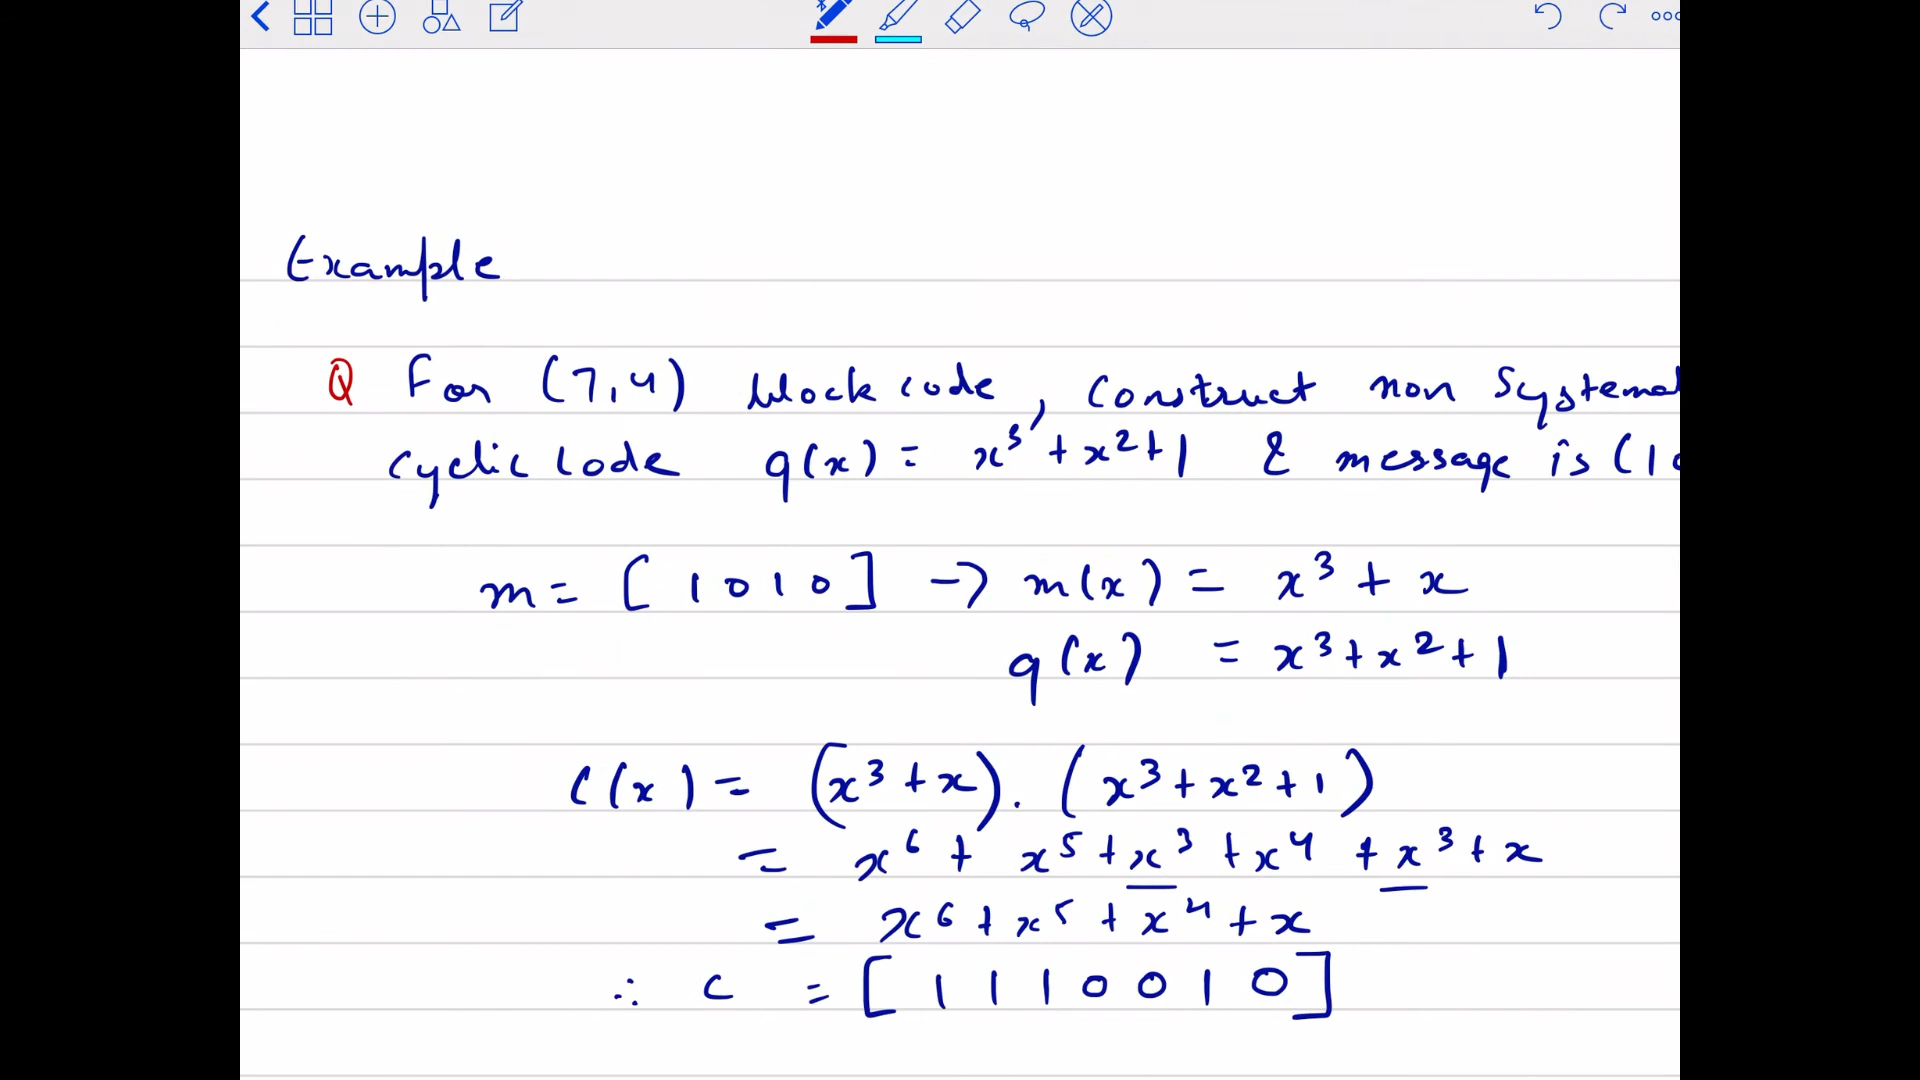 Example
Q For (7,4) block code, construct non Systemat
cyclic code g(x) = x³ + x² + 1 & message is (10
m = [1 0 1 0] -> m(x) = x³ + x
g(x) = x³ + x² + 1
C(x) = (x³ + x) . (x³ + x² + 1)
= x⁶ + x⁵ + x³ + x⁴ + x³ + x
= x⁶ + x⁵ + x⁴ + x
∴ c = [1 1 1 0 0 1 0]